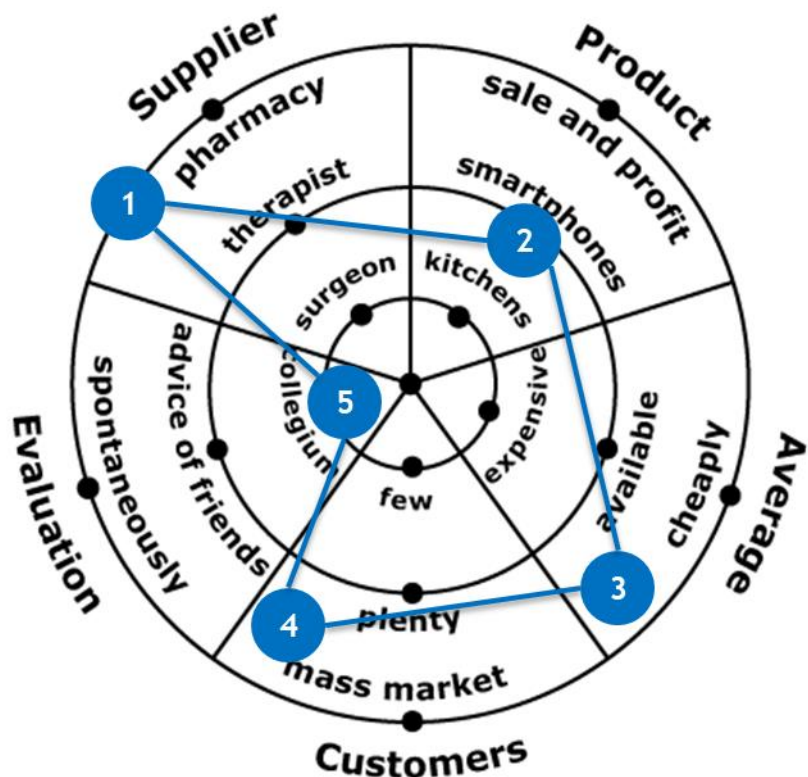 Supplier
pharmacy
therapist
surgeon
Product
sale and profit
smartphones
kitchens
Average
cheaply
available
expensive
Customers
mass market
plenty
few
Evaluation
spontaneously
advice of friends
collegium
1
2
3
4
5